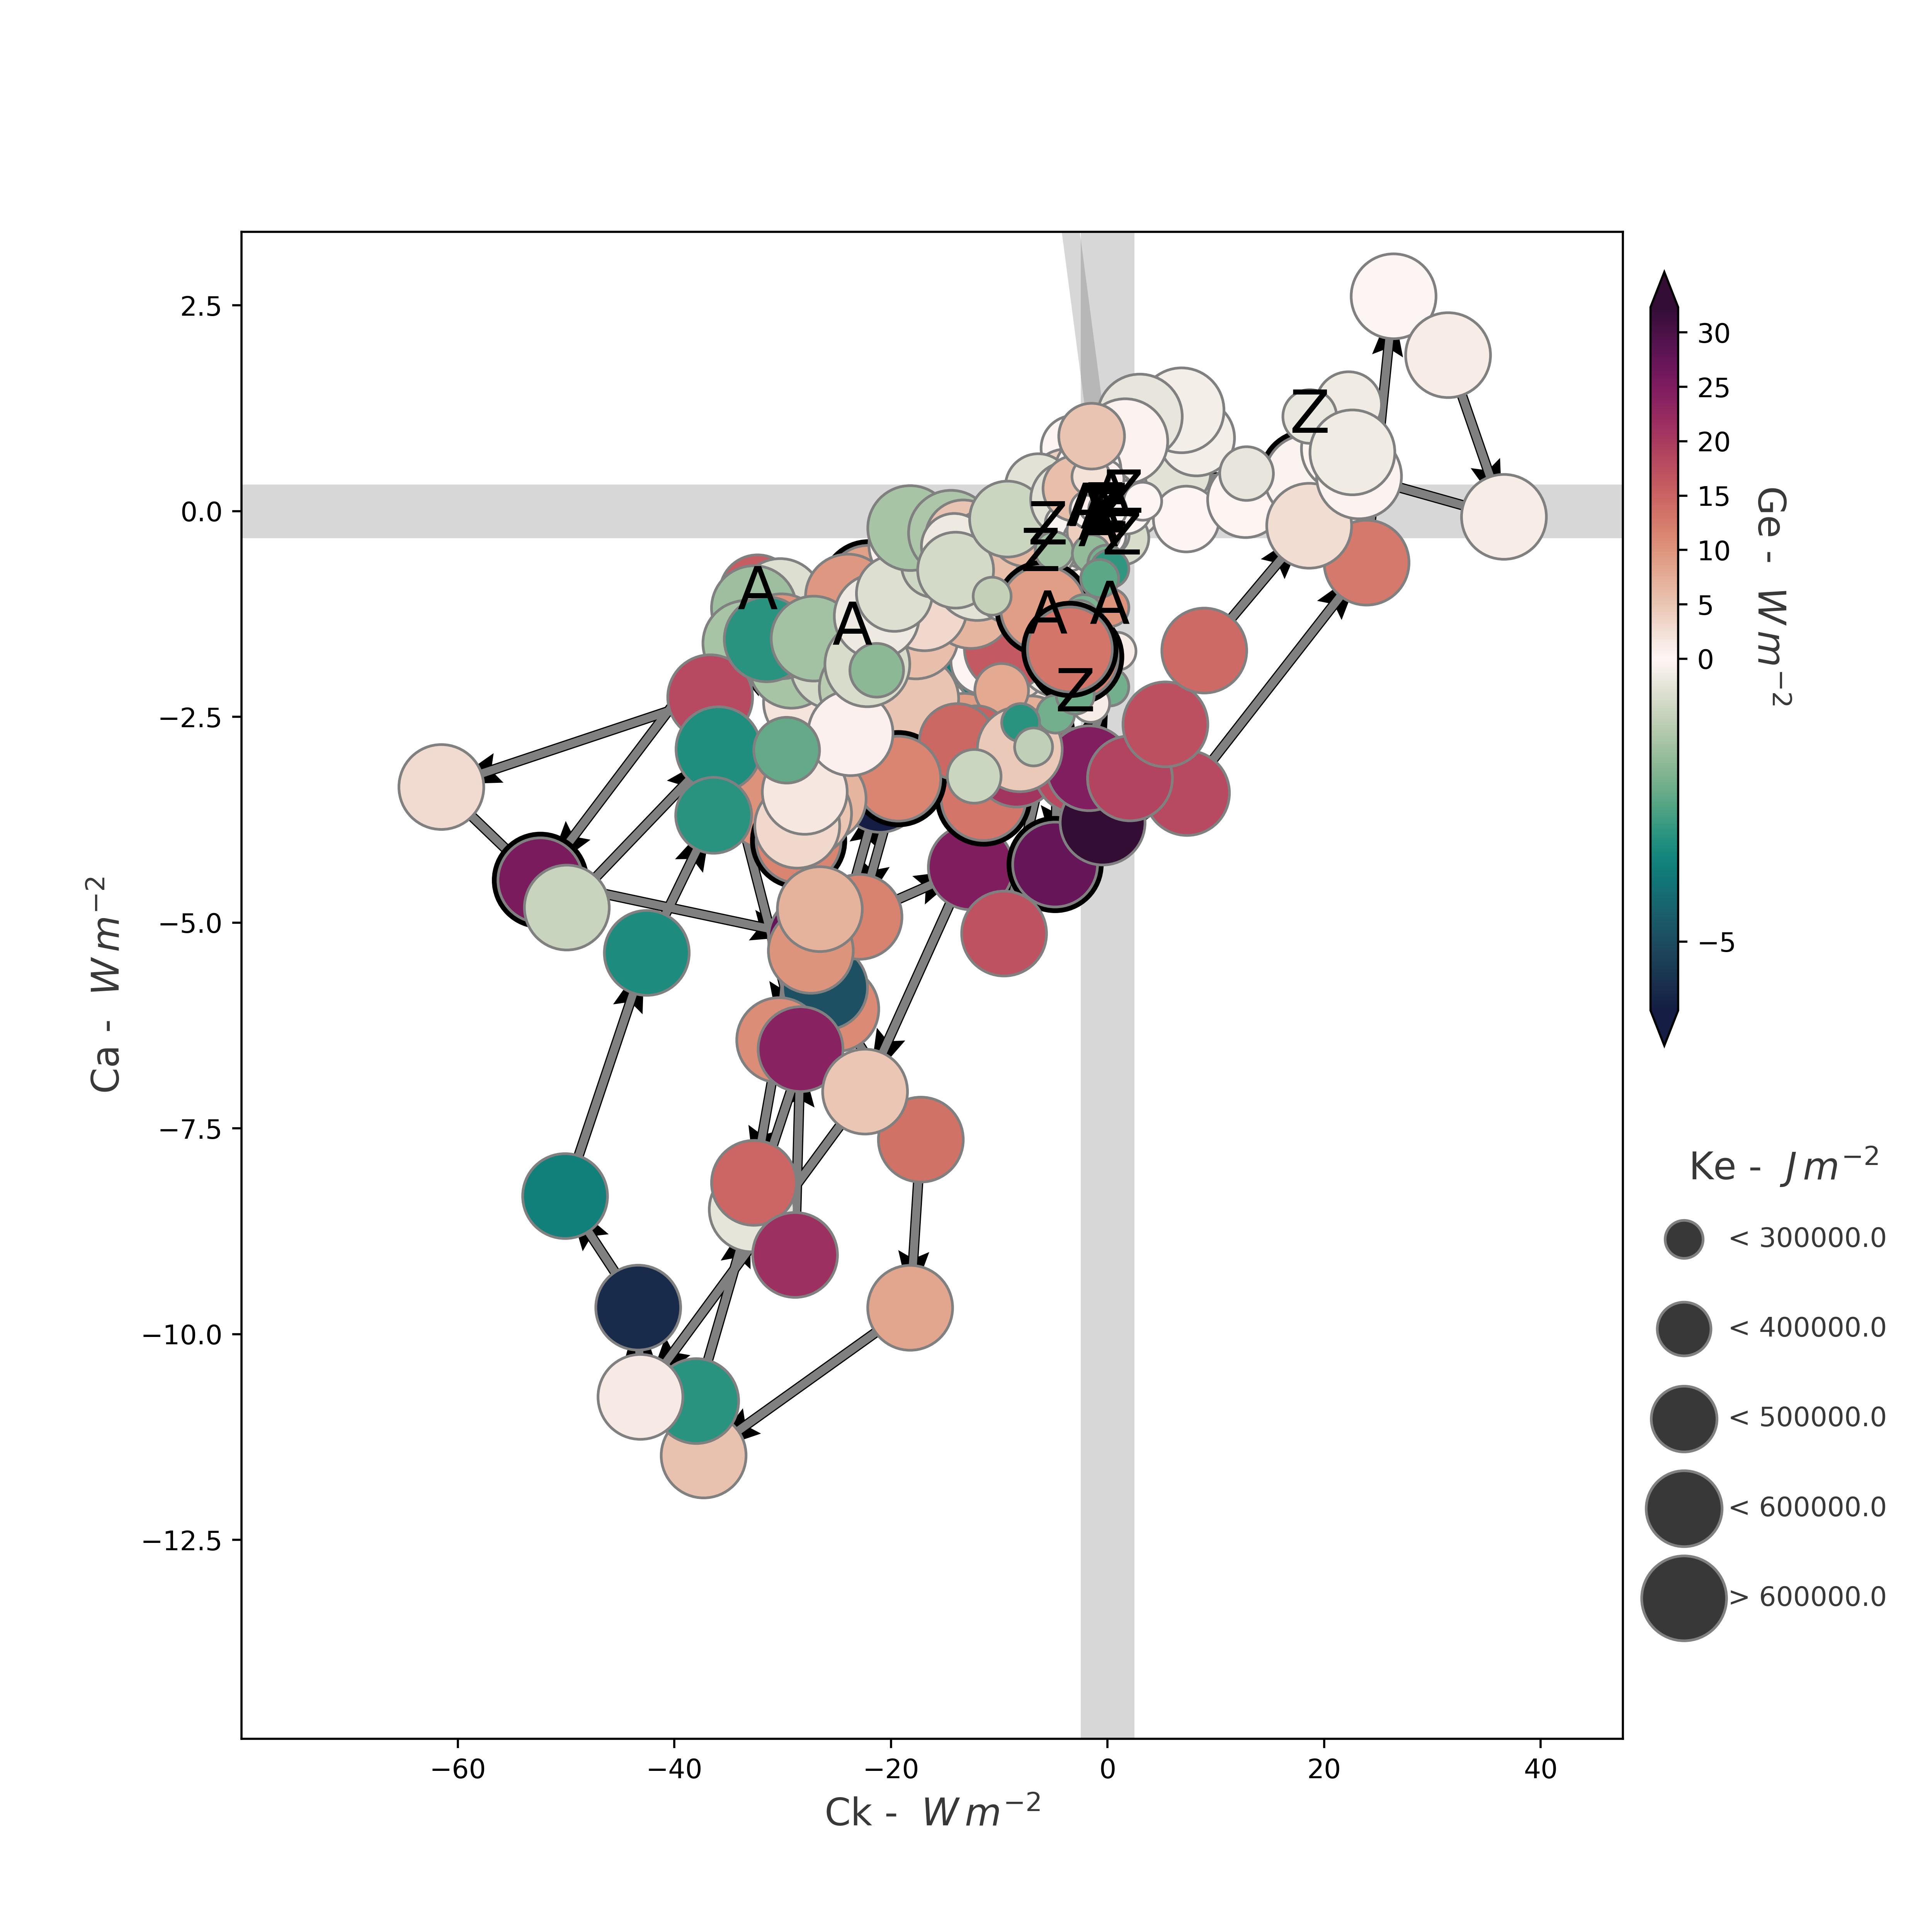 2.5
0.0
−2.5
−5.0
−7.5
−10.0
−12.5
Ca - W m⁻²
−60
−40
−20
0
20
40
Ck - W m⁻²
A
A
A
A
Z
Z
Z
Z
Z
Z
30
25
20
15
10
5
0
−5
Ge - W m⁻²
Ke - J m⁻²
< 300000.0
< 400000.0
< 500000.0
< 600000.0
> 600000.0